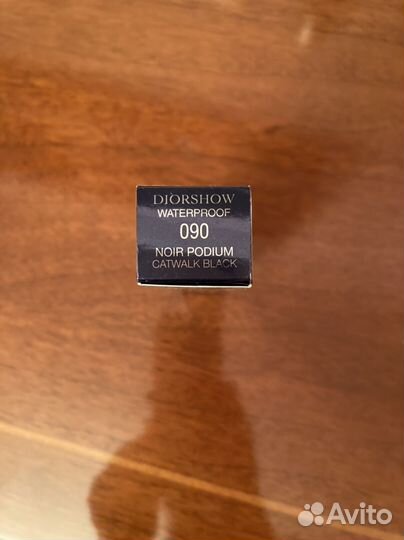 DIORSHOW
WATERPROOF
090
NOIR PODIUM
CATWALK BLACK
Avito